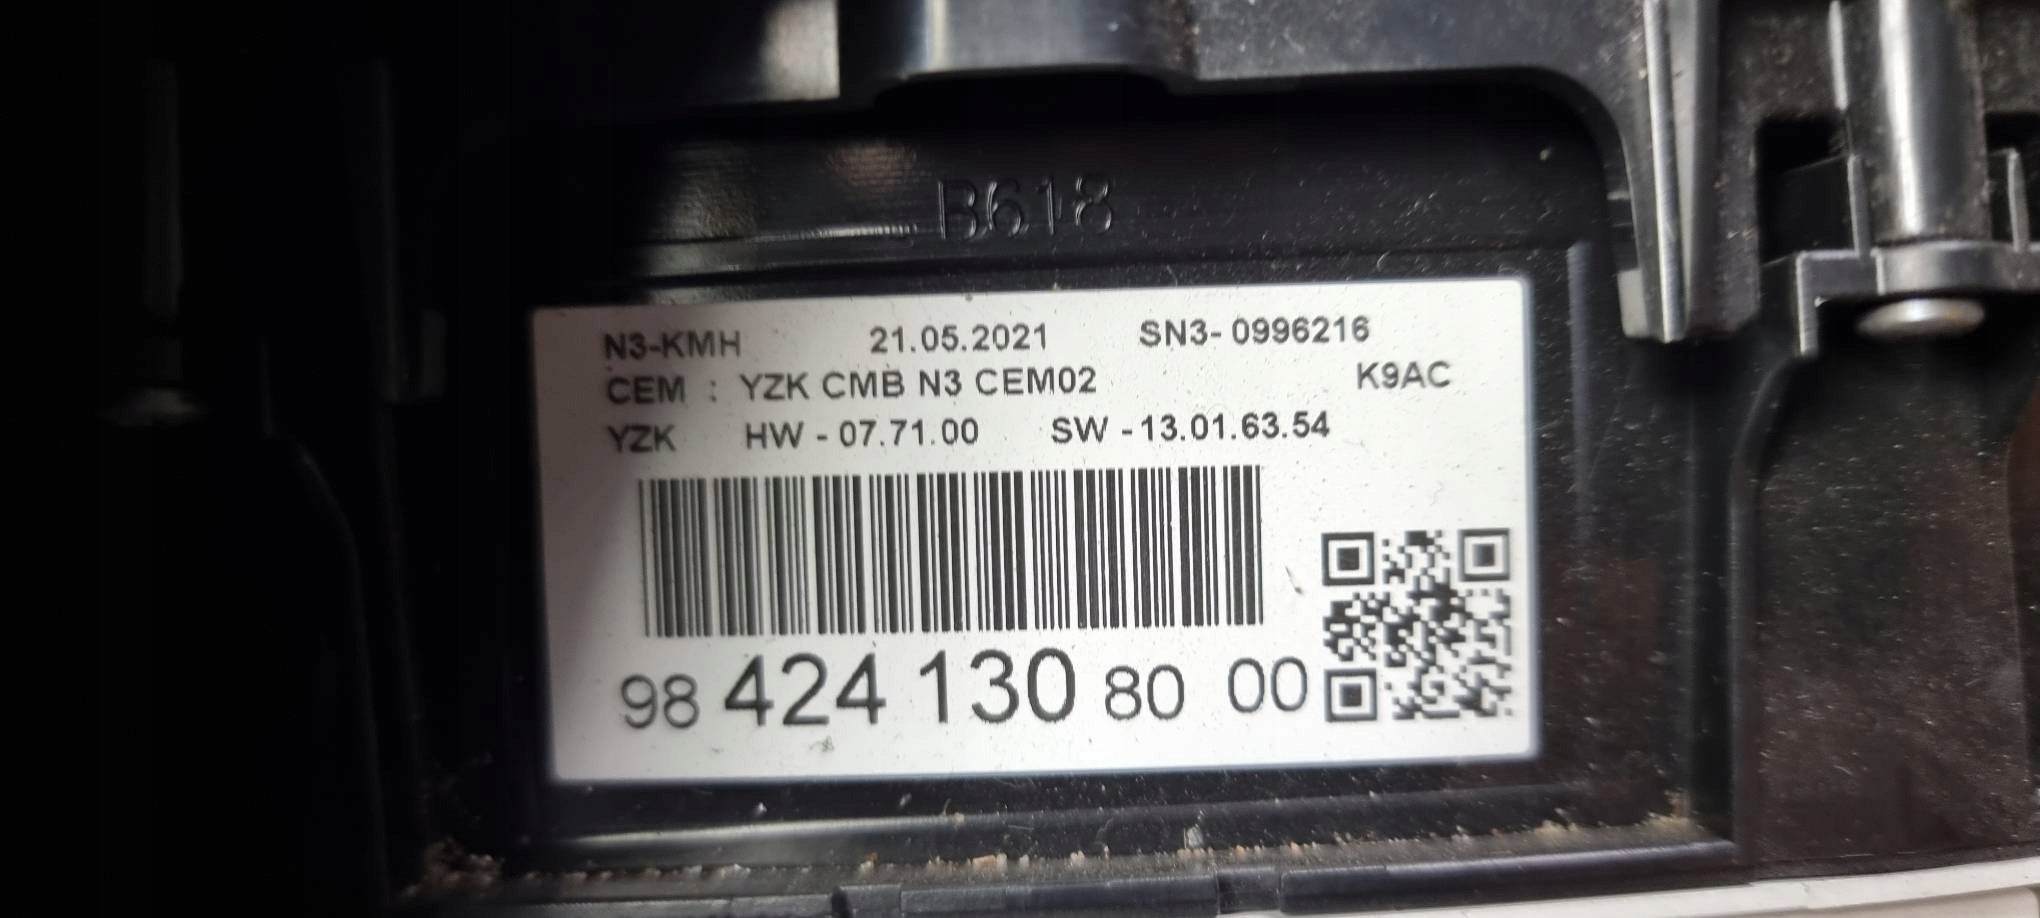 B618
N3-KMH 21.05.2021 SN3- 0996216
CEM : YZK CMB N3 CEM02 K9AC
YZK HW - 07.71.00 SW -13.01.63.54
98 424 130 80 00